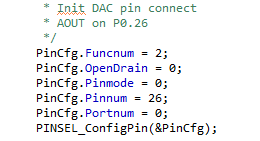 * Init DAC pin connect
* AOUT on P0.26
*/
PinCfg.Funcnum = 2;
PinCfg.OpenDrain = 0;
PinCfg.Pinmode = 0;
PinCfg.Pinnum = 26;
PinCfg.Portnum = 0;
PINSEL_ConfigPin(&PinCfg);